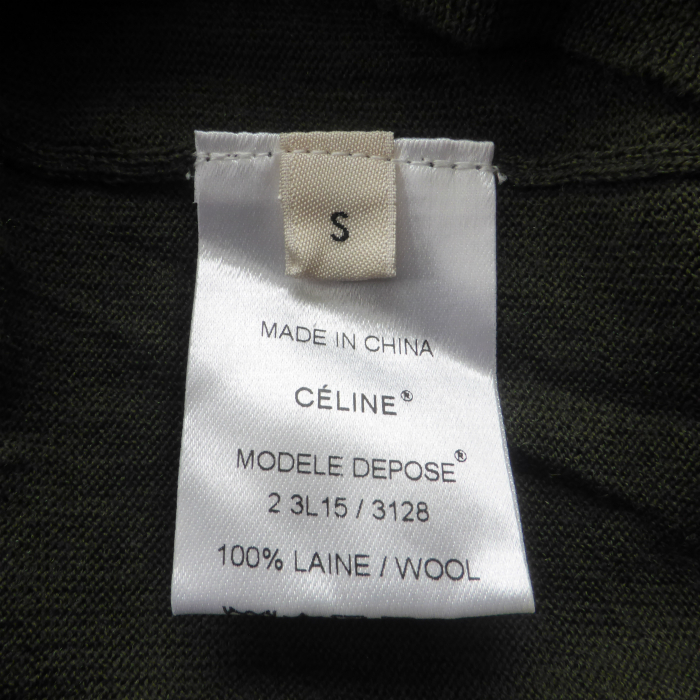 S
MADE IN CHINA
CÉLINE®
MODELE DEPOSE®
2 3L15 / 3128
100% LAINE / WOOL